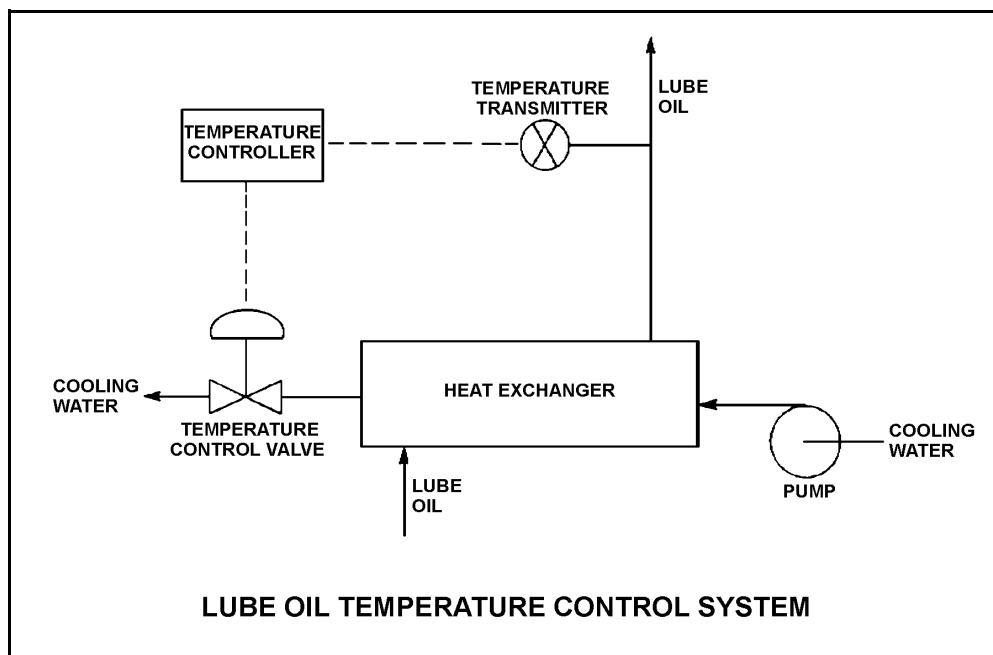 TEMPERATURE
TRANSMITTER
LUBE
OIL
TEMPERATURE
CONTROLLER
HEAT EXCHANGER
COOLING
WATER
TEMPERATURE
CONTROL VALVE
COOLING
WATER
PUMP
LUBE
OIL
LUBE OIL TEMPERATURE CONTROL SYSTEM